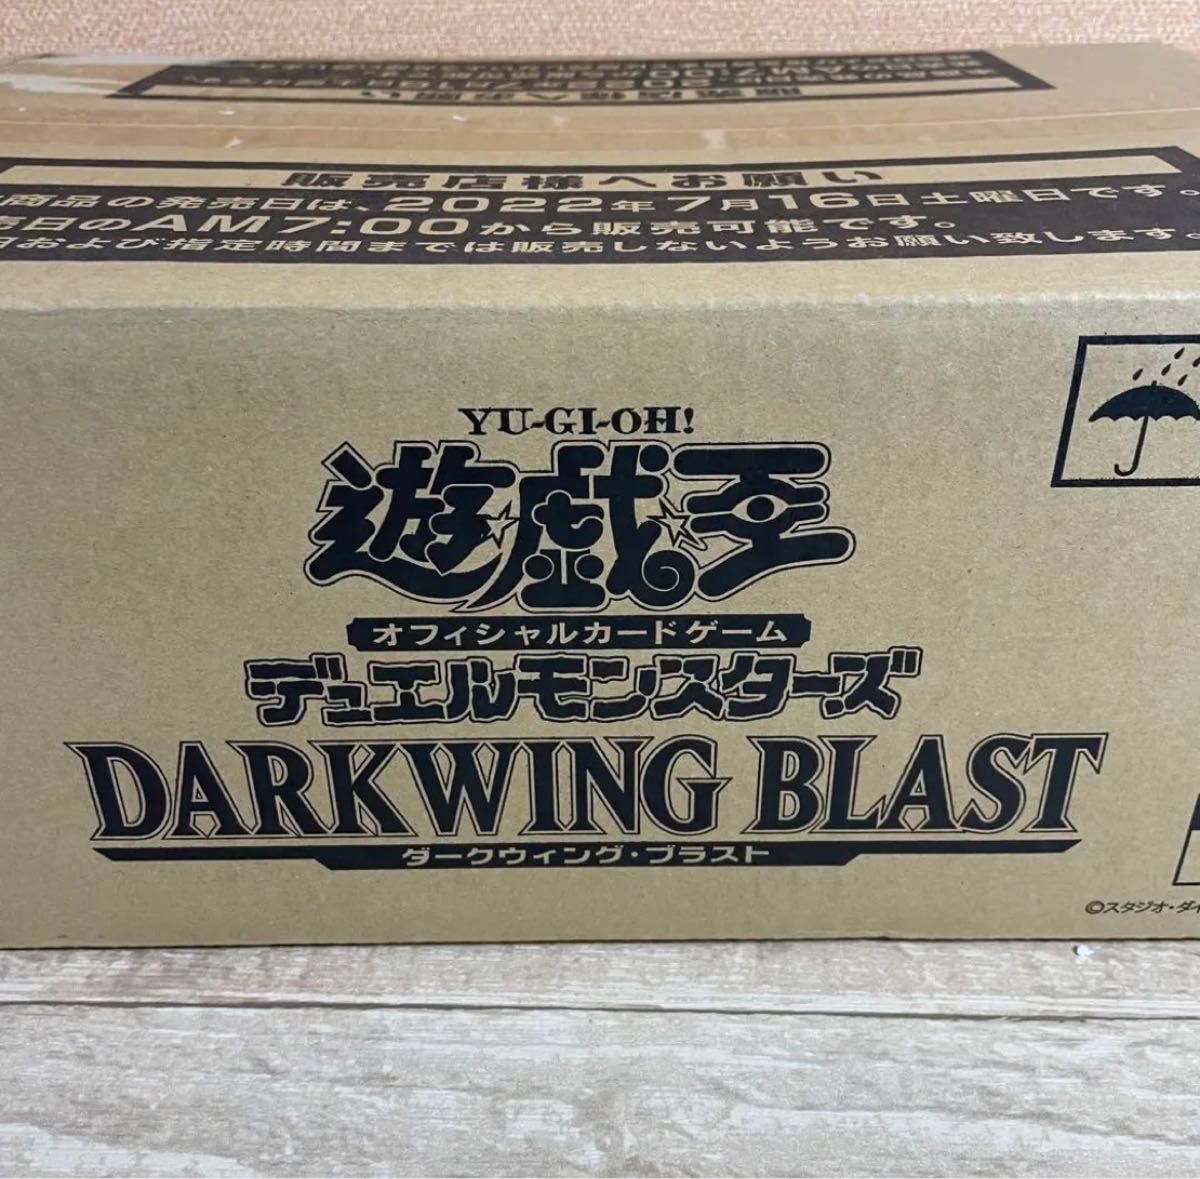 販売店様へお願い
商品の発売日は、2022年7月16日土曜日です。
売日のAM7:00から販売可能です。
日および指定時間までは販売しないようお願い致します。
YU-GI-OH!
遊☆戯☆王
オフィシャルカードゲーム
デュエルモンスターズ
DARKWING BLAST
ダークウィング・ブラスト
©スタジオ・ダイ